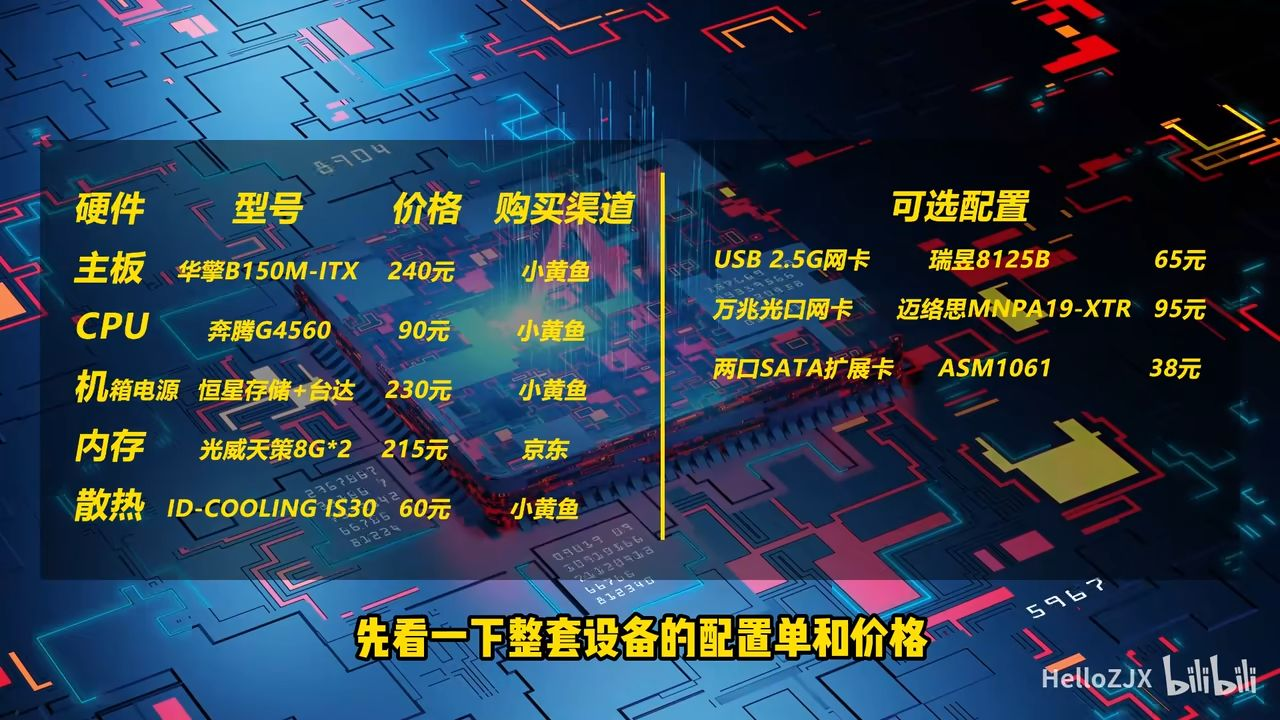 8704
硬件 型号 价格 购买渠道
主板 华擎B150M-ITX 240元 小黄鱼
CPU 奔腾G4560 90元 小黄鱼
机箱电源 恒星存储+台达 230元 小黄鱼
内存 光威天策8G*2 215元 京东
散热 ID-COOLING IS30 60元 小黄鱼
可选配置
USB 2.5G网卡 瑞昱8125B 65元
万兆光口网卡 迈络思MNPA19-XTR 95元
两口SATA扩展卡 ASM1061 38元
5967
先看一下整套设备的配置单和价格
HelloZJX bilibili